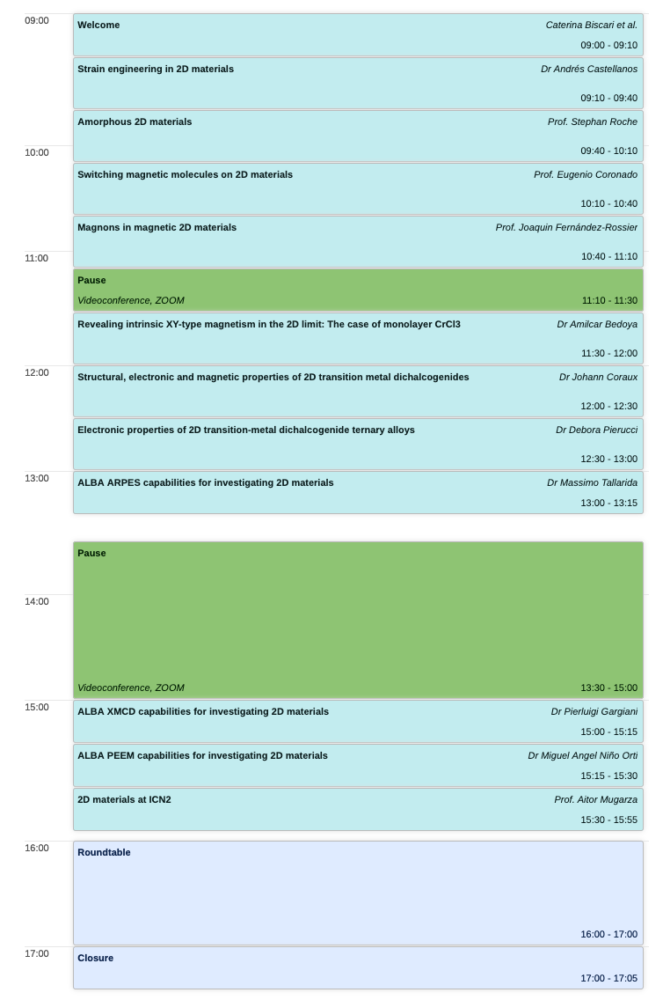 09:00
Welcome
Caterina Biscari et al.
09:00 - 09:10
Strain engineering in 2D materials
Dr Andrés Castellanos
09:10 - 09:40
Amorphous 2D materials
Prof. Stephan Roche
09:40 - 10:10
10:00
Switching magnetic molecules on 2D materials
Prof. Eugenio Coronado
10:10 - 10:40
Magnons in magnetic 2D materials
Prof. Joaquin Fernández-Rossier
10:40 - 11:10
11:00
Pause
Videoconference, ZOOM
11:10 - 11:30
Revealing intrinsic XY-type magnetism in the 2D limit: The case of monolayer CrCl3
Dr Amilcar Bedoya
11:30 - 12:00
12:00
Structural, electronic and magnetic properties of 2D transition metal dichalcogenides
Dr Johann Coraux
12:00 - 12:30
Electronic properties of 2D transition-metal dichalcogenide ternary alloys
Dr Debora Pierucci
12:30 - 13:00
13:00
ALBA ARPES capabilities for investigating 2D materials
Dr Massimo Tallarida
13:00 - 13:15
Pause
14:00
Videoconference, ZOOM
13:30 - 15:00
15:00
ALBA XMCD capabilities for investigating 2D materials
Dr Pierluigi Gargiani
15:00 - 15:15
ALBA PEEM capabilities for investigating 2D materials
Dr Miguel Angel Niño Orti
15:15 - 15:30
2D materials at ICN2
Prof. Aitor Mugarza
15:30 - 15:55
16:00
Roundtable
16:00 - 17:00
17:00
Closure
17:00 - 17:05